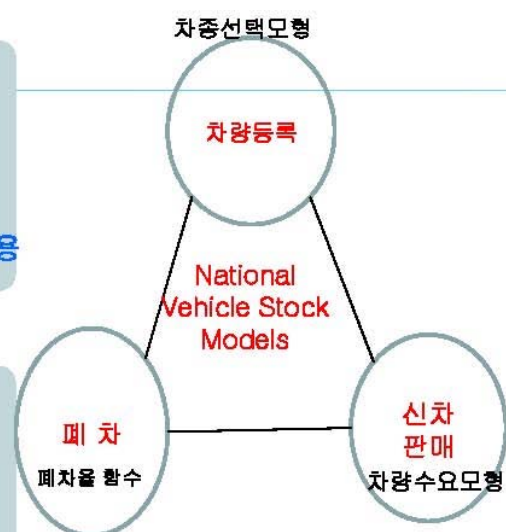 차종선택모형
차량등록
용
National
Vehicle Stock
Models
폐 차
폐차율 함수
신차
판매
차량수요모형